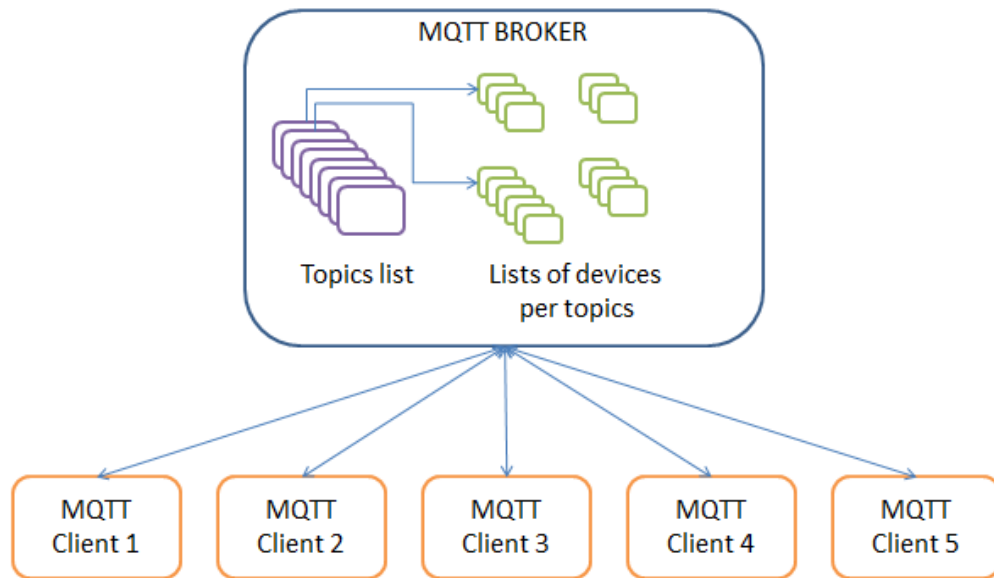 MQTT BROKER
Topics list
Lists of devices
per topics
MQTT
Client 1
MQTT
Client 2
MQTT
Client 3
MQTT
Client 4
MQTT
Client 5